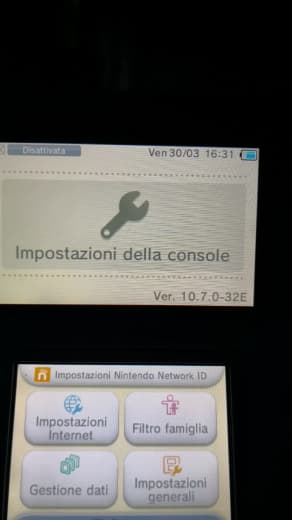 Disattivata
Ven 30/03 16:31
Impostazioni della console
Ver. 10.7.0-32E
Impostazioni Nintendo Network ID
Impostazioni
Internet
Filtro famiglia
Gestione dati
Impostazioni
generali